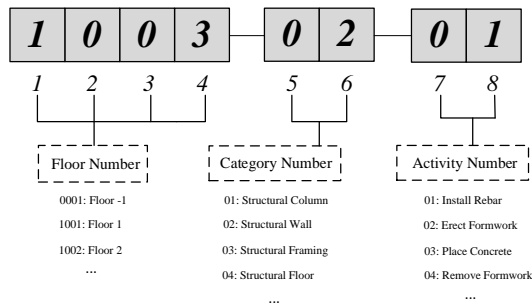 1 0 0 3 0 2 0 1
1 2 3 4 5 6 7 8
Floor Number Category Number Activity Number
0001: Floor -1 01: Structural Column 01: Install Rebar
1001: Floor 1 02: Structural Wall 02: Erect Formwork
1002: Floor 2 03: Structural Framing 03: Place Concrete
... 04: Structural Floor 04: Remove Formwork
... ...